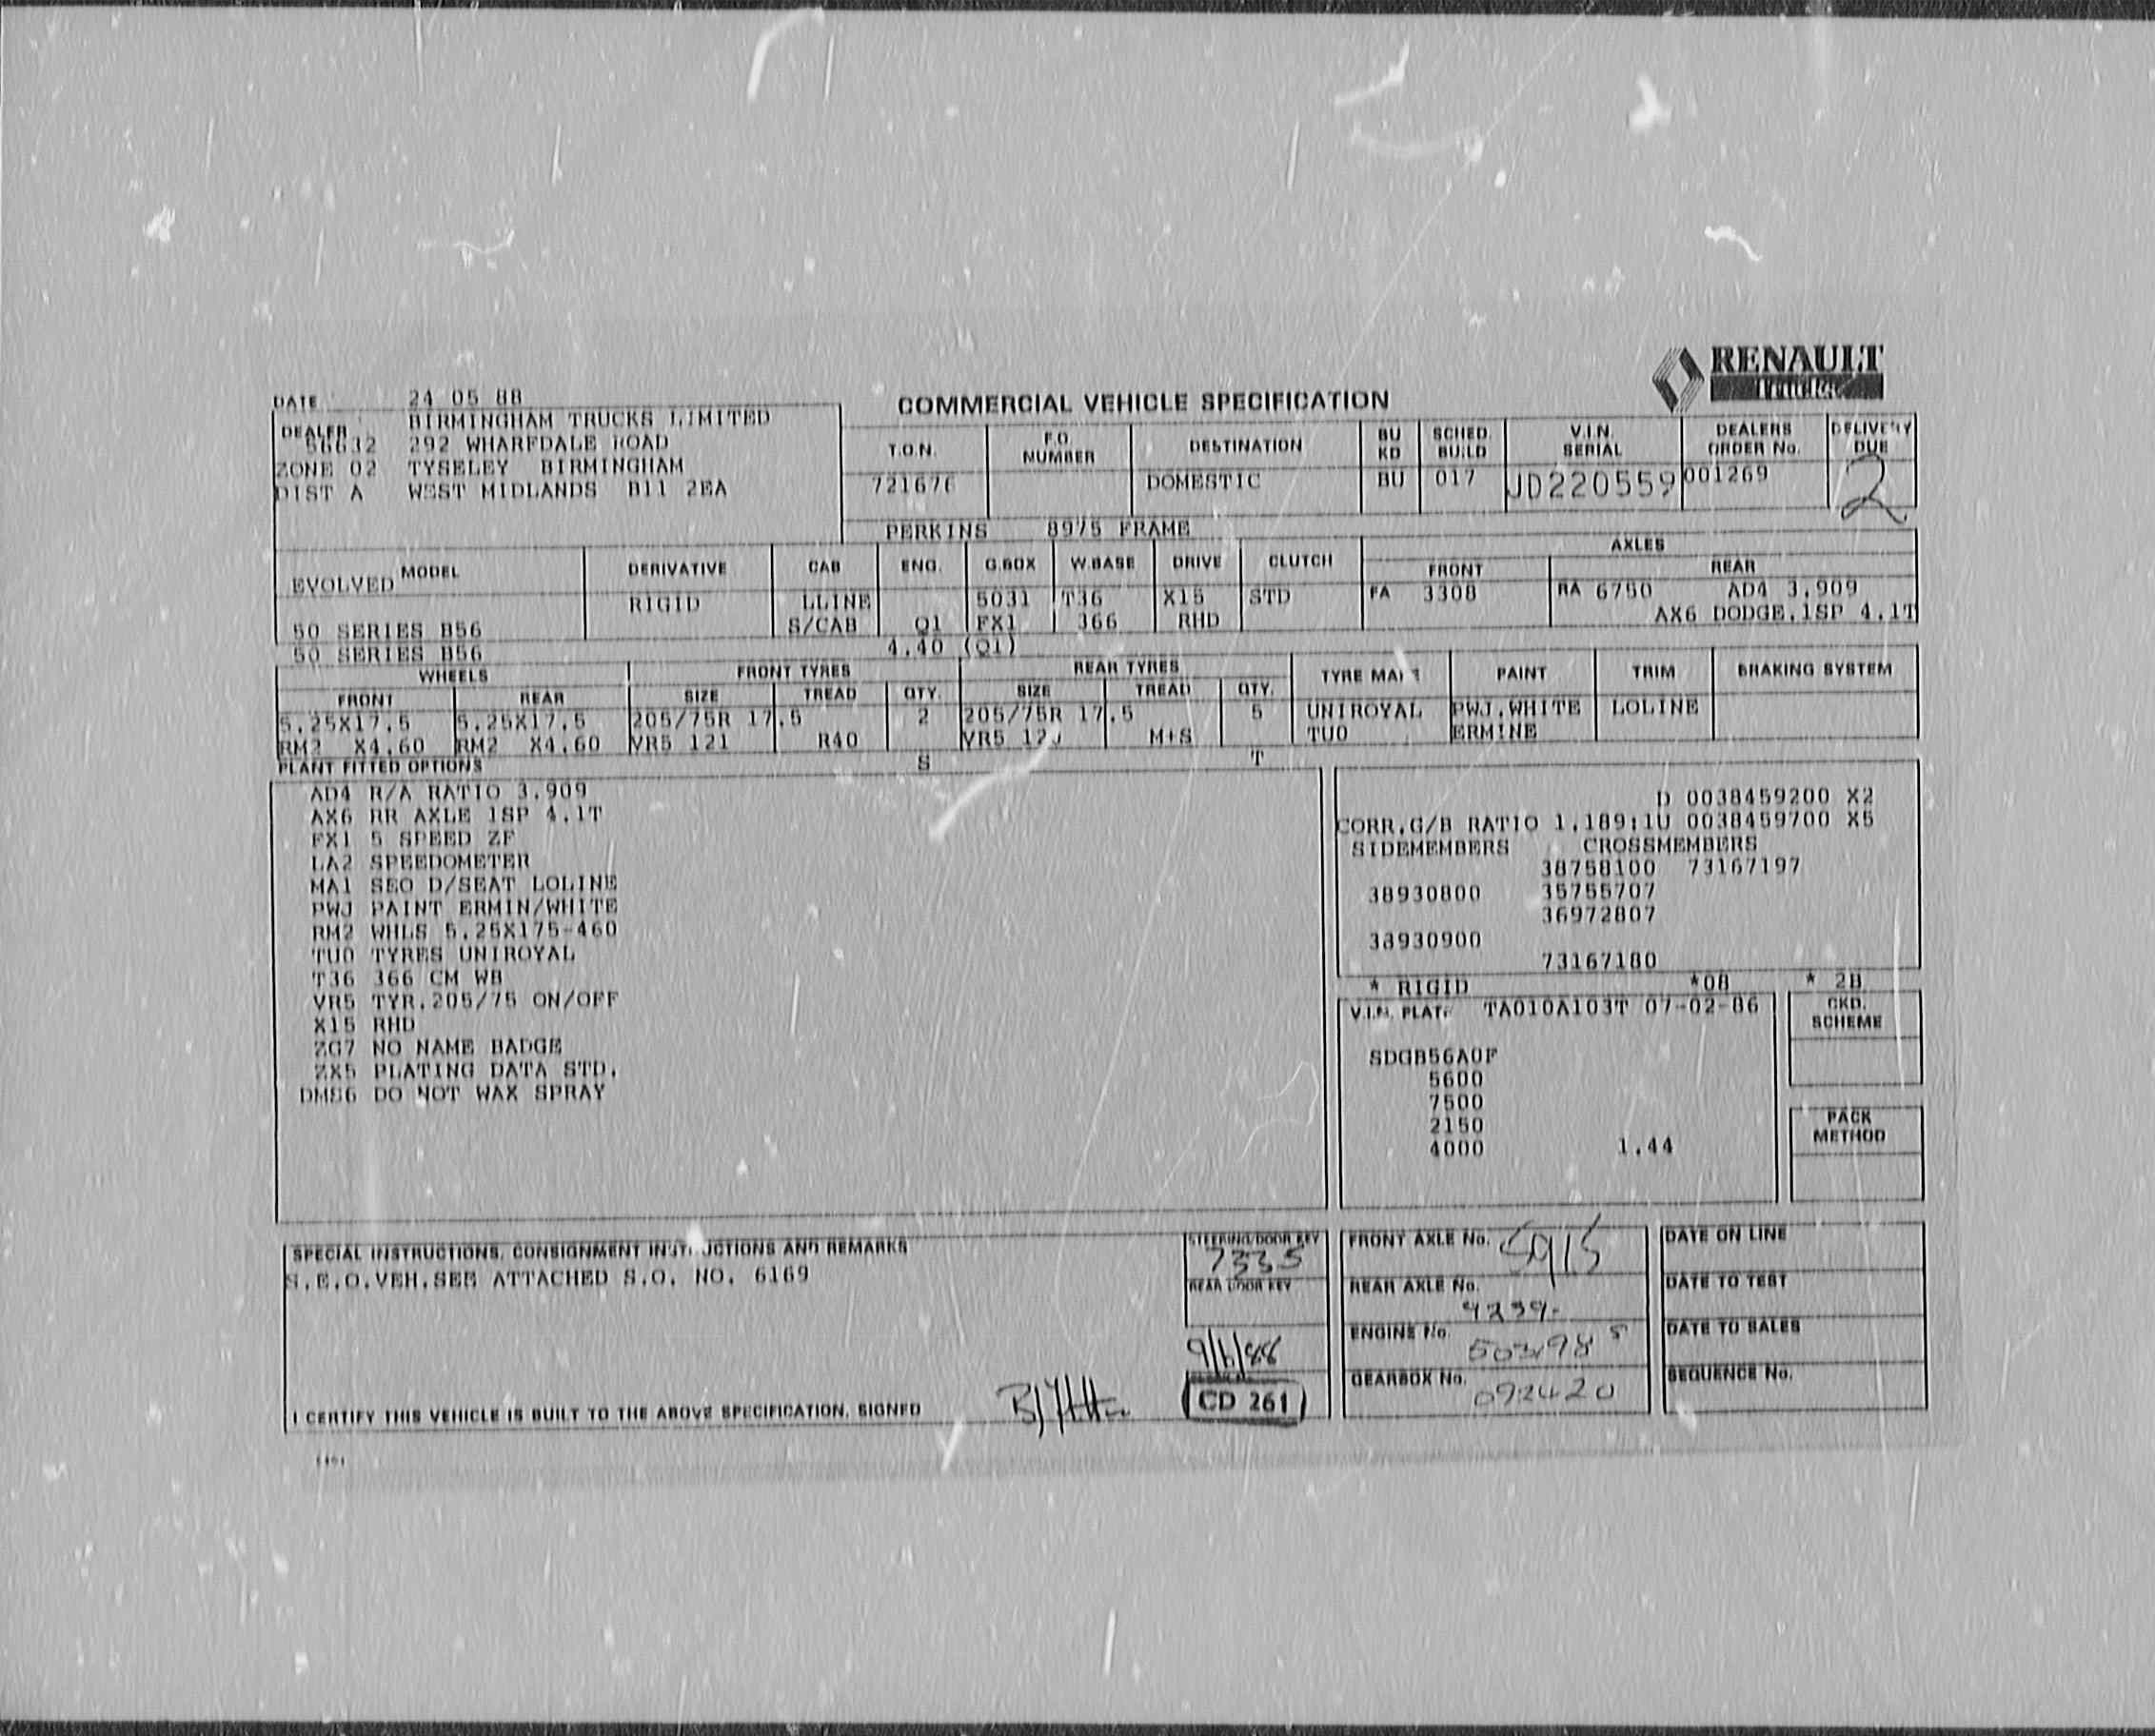 RENAULT
Trucks
DATE 24 05 88
COMMERCIAL VEHICLE SPECIFICATION
DEALER BIRMINGHAM TRUCKS LIMITED
56632 292 WHARFDALE ROAD
ZONE 02 TYSELEY BIRMINGHAM
DIST A WEST MIDLANDS B11 2EA
T.O.N. F.O. NUMBER DESTINATION BU KD SCHED. BUILD V.I.N. SERIAL DEALERS ORDER No. DELIVERY DUE
721676 DOMESTIC BU 017 JD220559 001269 2
PERKINS 8975 FRAME
MODEL DERIVATIVE CAB ENG. G.BOX W.BASE DRIVE CLUTCH AXLES
FRONT REAR
EVOLVED RIGID LLINE 5031 T36 X15 STD FA 3308 RA 6750 AD4 3.909
50 SERIES B56 S/CAB Q1 FX1 366 RHD AX6 DODGE.1SP 4.1T
50 SERIES B56 4.40 (Q1)
WHEELS FRONT TYRES REAR TYRES TYRE MAKE PAINT TRIM BRAKING SYSTEM
FRONT REAR SIZE TREAD QTY. SIZE TREAD QTY.
5.25X17.5 5.25X17.5 205/75R 17.5 2 205/75R 17.5 5 UNIROYAL PWJ.WHITE LOLINE
RM2 X4.60 RM2 X4.60 VR5 121 R40 VR5 M+S TU0 ERMINE
PLANT FITTED OPTIONS S T
AD4 R/A RATIO 3.909
AX6 RR AXLE 1SP 4.1T
FX1 5 SPEED ZF
LA2 SPEEDOMETER
MA1 SEO D/SEAT LOLINE
PWJ PAINT ERMIN/WHITE
RM2 WHLS 5.25X175-460
TU0 TYRES UNIROYAL
T36 366 CM WB
VR5 TYR.205/75 ON/OFF
X15 RHD
ZG7 NO NAME BADGE
ZX5 PLATING DATA STD.
DMS6 DO NOT WAX SPRAY
D 0038459200 X2
CORR.G/B RATIO 1.189:1U 0038459700 X5
SIDEMEMBERS CROSSMEMBERS
38758100 73167197
38930800 35755707
36972807
38930900
73167180
* RIGID *08 * 2B
V.I.N. PLATE TA010A103T 07-02-86
SDGB56A0F
5600
7500
2150
4000 1.44
CKD. SCHEME
PACK METHOD
SPECIAL INSTRUCTIONS, CONSIGNMENT INSTRUCTIONS AND REMARKS
S.E.O.VEH.SEE ATTACHED S.O. NO. 6169
I CERTIFY THIS VEHICLE IS BUILT TO THE ABOVE SPECIFICATION. SIGNED
STEERING/DOOR KEY
7335
REAR DOOR KEY
9/6/88
CD 261
FRONT AXLE No. 5915
REAR AXLE No.
4239
ENGINE No.
GEARBOX No.
092420
DATE ON LINE
DATE TO TEST
DATE TO SALES
SEQUENCE No.